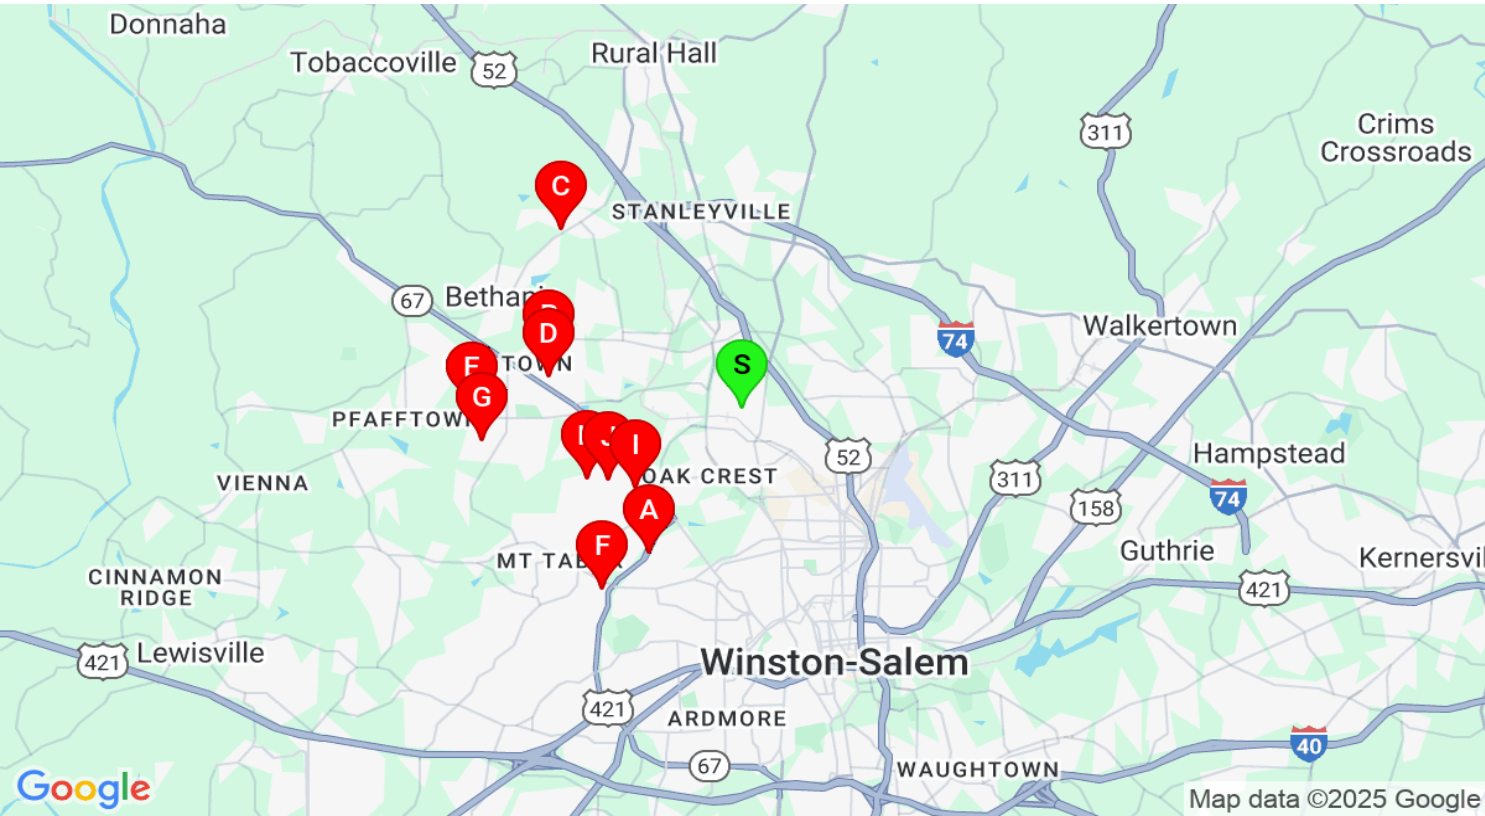 Donnaha
Tobaccoville
52
Rural Hall
311
Crims
Crossroads
C
STANLEYVILLE
67
D
74
Walkertown
S
G
PFAFFTOW
I
J
OAK CREST
VIENNA
52
311
Hampstead
74
158
A
F
MT TAB
Guthrie
CINNAMON
RIDGE
421
421
Lewisville
Winston-Salem
421
ARDMORE
67
WAUGHTOWN
40
Google
Map data ©2025 Google